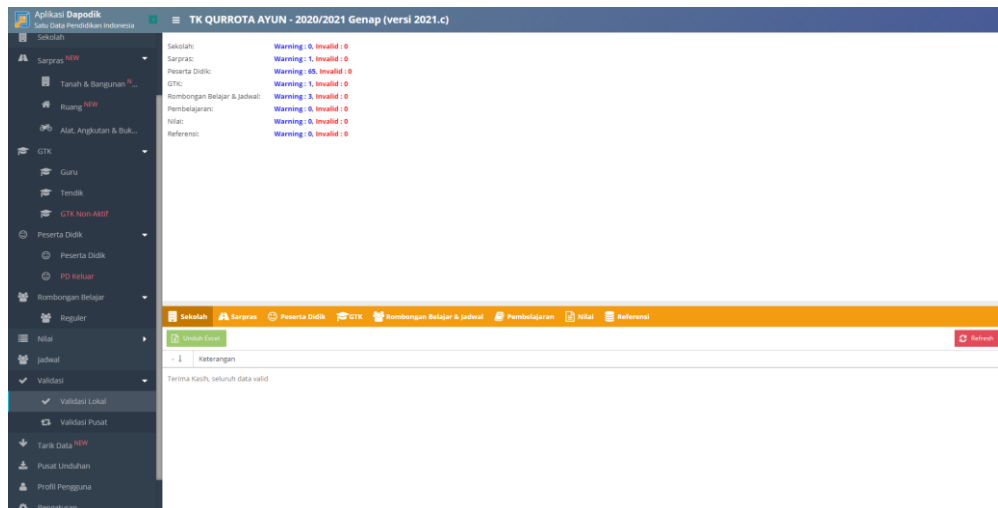 Aplikasi Dapodik
Satu Data Pendidikan Indonesia
TK QURROTA AYUN - 2020/2021 Genap (versi 2021.c)
Sekolah
Sarpras NEW
Tanah & Bangunan N...
Ruang NEW
Alat, Angkutan & Buk...
GTK
Guru
Tendik
GTK Non-Aktif
Peserta Didik
Peserta Didik
PD Keluar
Rombongan Belajar
Reguler
Nilai
Jadwal
Validasi
Validasi Lokal
Validasi Pusat
Tarik Data NEW
Pusat Unduhan
Profil Pengguna
Pengaturan
Sekolah: Warning : 0, Invalid : 0
Sarpras: Warning : 1, Invalid : 0
Peserta Didik: Warning : 65, Invalid : 0
GTK: Warning : 1, Invalid : 0
Rombongan Belajar & Jadwal: Warning : 3, Invalid : 0
Pembelajaran: Warning : 0, Invalid : 0
Nilai: Warning : 0, Invalid : 0
Referensi: Warning : 0, Invalid : 0
Sekolah Sarpras Peserta Didik GTK Rombongan Belajar & Jadwal Pembelajaran Nilai Referensi
Unduh Excel Refresh
Keterangan
Terima Kasih, seluruh data valid